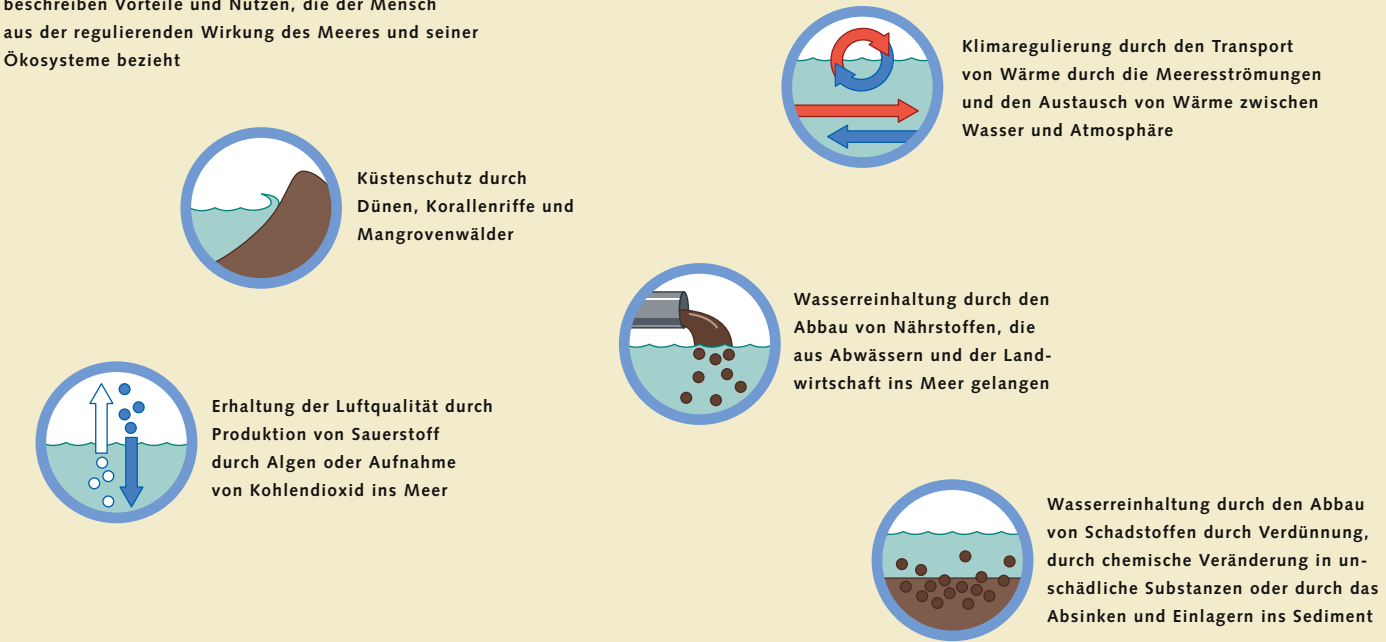 beschreiben Vorteile und Nutzen, die der Mensch
aus der regulierenden Wirkung des Meeres und seiner
Ökosysteme bezieht
Klimaregulierung durch den Transport
von Wärme durch die Meeresströmungen
und den Austausch von Wärme zwischen
Wasser und Atmosphäre
Küstenschutz durch
Dünen, Korallenriffe und
Mangrovenwälder
Wasserreinhaltung durch den
Abbau von Nährstoffen, die
aus Abwässern und der Land-
wirtschaft ins Meer gelangen
Erhaltung der Luftqualität durch
Produktion von Sauerstoff
durch Algen oder Aufnahme
von Kohlendioxid ins Meer
Wasserreinhaltung durch den Abbau
von Schadstoffen durch Verdünnung,
durch chemische Veränderung in un-
schädliche Substanzen oder durch das
Absinken und Einlagern ins Sediment